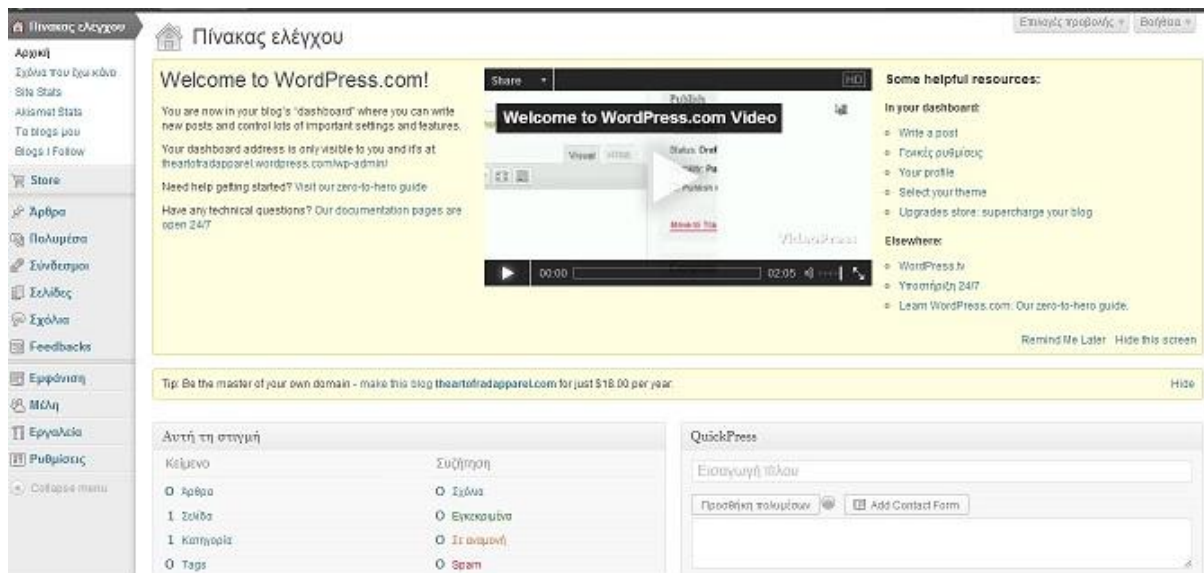 Πίνακας ελέγχου
Αρχική
Σχόλια που έχω κάνει
Site Stats
Akismet Stats
Τα blogs μου
Blogs I Follow
Store
Άρθρα
Πολυμέσα
Σύνδεσμοι
Σελίδες
Σχόλια
Feedbacks
Εμφάνιση
Μέλη
Εργαλεία
Ρυθμίσεις
Collapse menu
Επιλογές προβολής
Βοήθεια
Πίνακας ελέγχου
Welcome to WordPress.com!
You are now in your blog's "dashboard" where you can write
new posts and control lots of important settings and features.
Your dashboard address is only visible to you and it's at
theartofradapparel.wordpress.com/wp-admin/
Need help getting started? Visit our zero-to-hero guide
Have any technical questions? Our documentation pages are
open 24/7
Share
HD
Publish
Welcome to WordPress.com Video
Visual HTML
Status: Draf
Move to Tra
VideoPress
00:00
02:05
Some helpful resources:
In your dashboard:
Write a post
Γενικές ρυθμίσεις
Your profile
Select your theme
Upgrades store: supercharge your blog
Elsewhere:
WordPress.tv
Υποστήριξη 24/7
Learn WordPress.com: Our zero-to-hero guide.
Remind Me Later Hide this screen
Tip: Be the master of your own domain - make this blog theartofradapparel.com for just $18.00 per year.
Hide
Αυτή τη στιγμή
Κείμενο
Συζήτηση
0 Άρθρα
0 Σχόλια
1 Σελίδα
0 Εγκεκριμένα
1 Κατηγορία
0 Σε αναμονή
0 Tags
0 Spam
QuickPress
Εισαγωγή τίτλου
Προσθήκη πολυμέσων
Add Contact Form